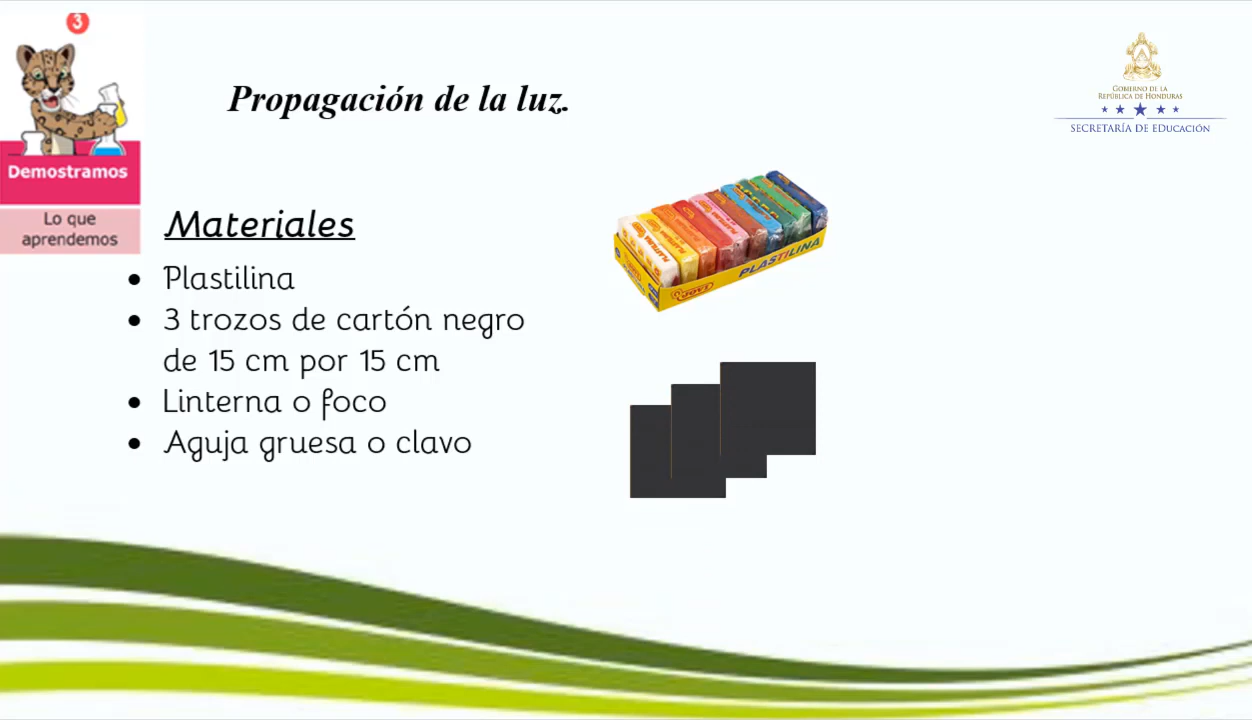 3
Demostramos
Lo que
aprendemos
Propagación de la luz.
GOBIERNO DE LA
REPÚBLICA DE HONDURAS
SECRETARÍA DE EDUCACIÓN
Materiales
• Plastilina
• 3 trozos de cartón negro
de 15 cm por 15 cm
• Linterna o foco
• Aguja gruesa o clavo
PLASTILINA
JOVI